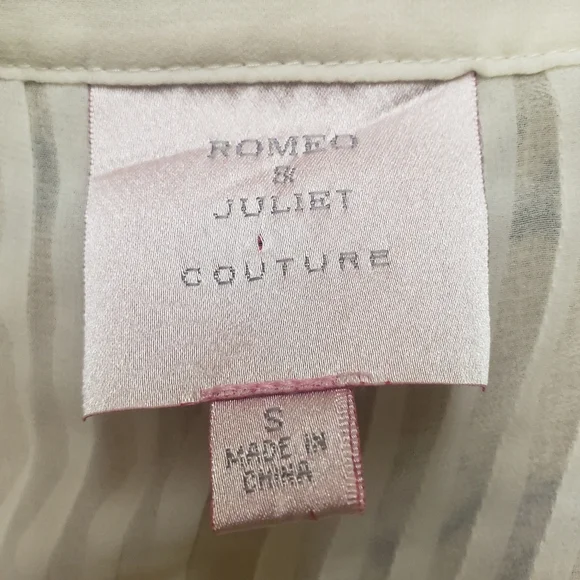 ROMEO
&
JULIET
COUTURE
S
MADE IN
CHINA